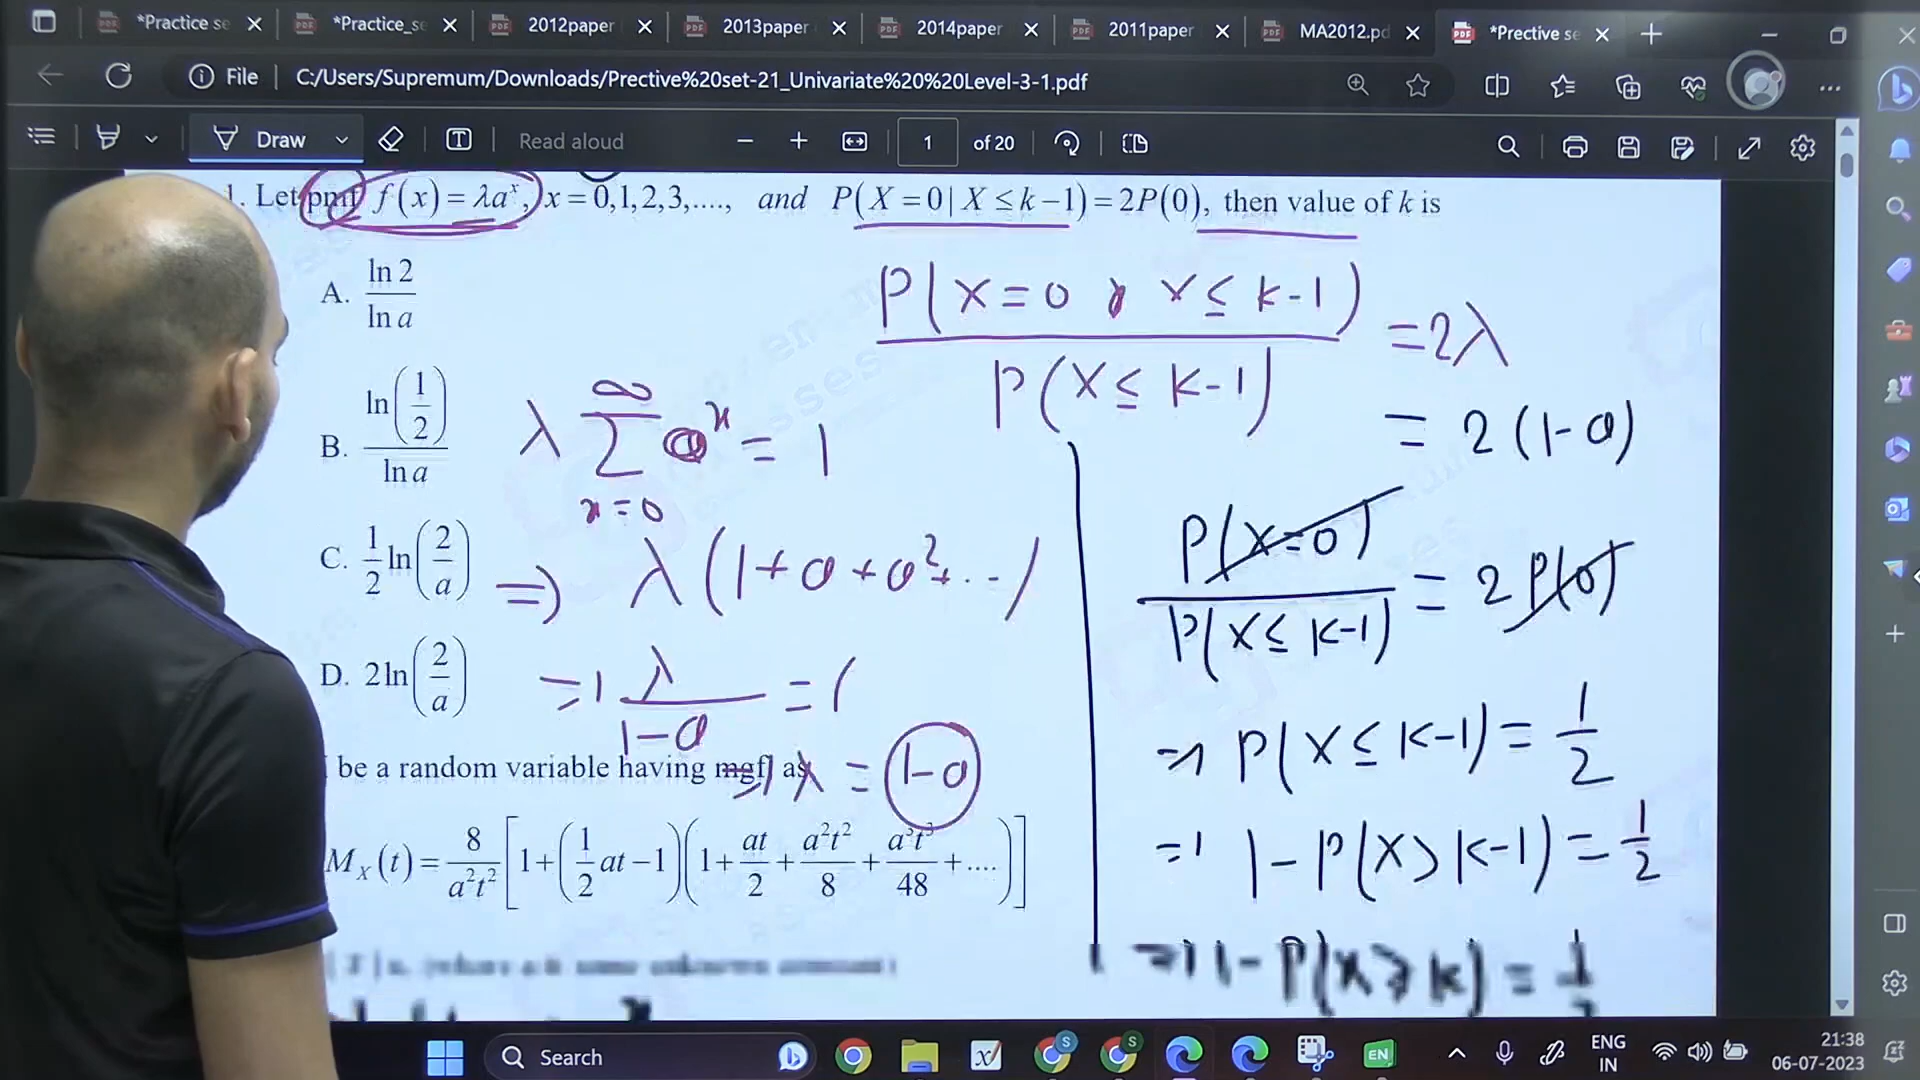 *Practice se
*Practice_se
2012paper
2013paper
2014paper
2011paper
MA2012.pd
*Prective se
File
C:/Users/Supremum/Downloads/Prective%20set-21_Univariate%20%20Level-3-1.pdf
Draw
Read aloud
1
of 20
1. Let pmf f(x) = λaˣ, x = 0,1,2,3,...., and P(X = 0 | X ≤ k−1) = 2P(0), then value of k is
A. ln 2 / ln a
B. ln(1/2) / ln a
C. 1/2 ln(2/a)
D. 2ln(2/a)
λ ∑ aˣ = 1
∞
x=0
=> λ(1+a+a²+...)
=> λ/(1-a) = 1
=> λ = 1-a
P(X=0, X ≤ k-1) / P(X ≤ k-1) = 2λ
= 2(1-a)
P(X=0) / P(X ≤ k-1) = 2P(0)
=> P(X ≤ k-1) = 1/2
=> 1-P(X > k-1) = 1/2
=> 1-P(X ≥ k) = 1/2
be a random variable having mgf as
M_X(t) = 8/(a²t²) [1+(1/2 at−1)(1+ at/2 + a²t²/8 + a³t³/48 +....)]
Search
EN
ENG
IN
21:38
06-07-2023